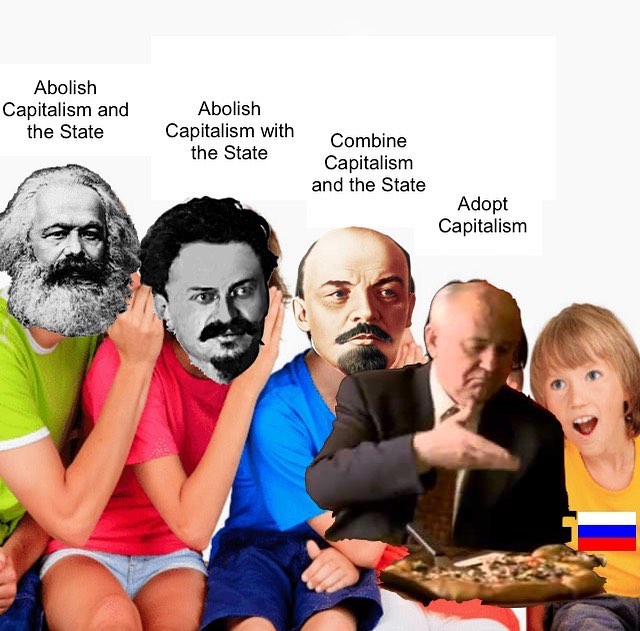 Abolish
Capitalism and
the State
Abolish
Capitalism with
the State
Combine
Capitalism
and the State
Adopt
Capitalism